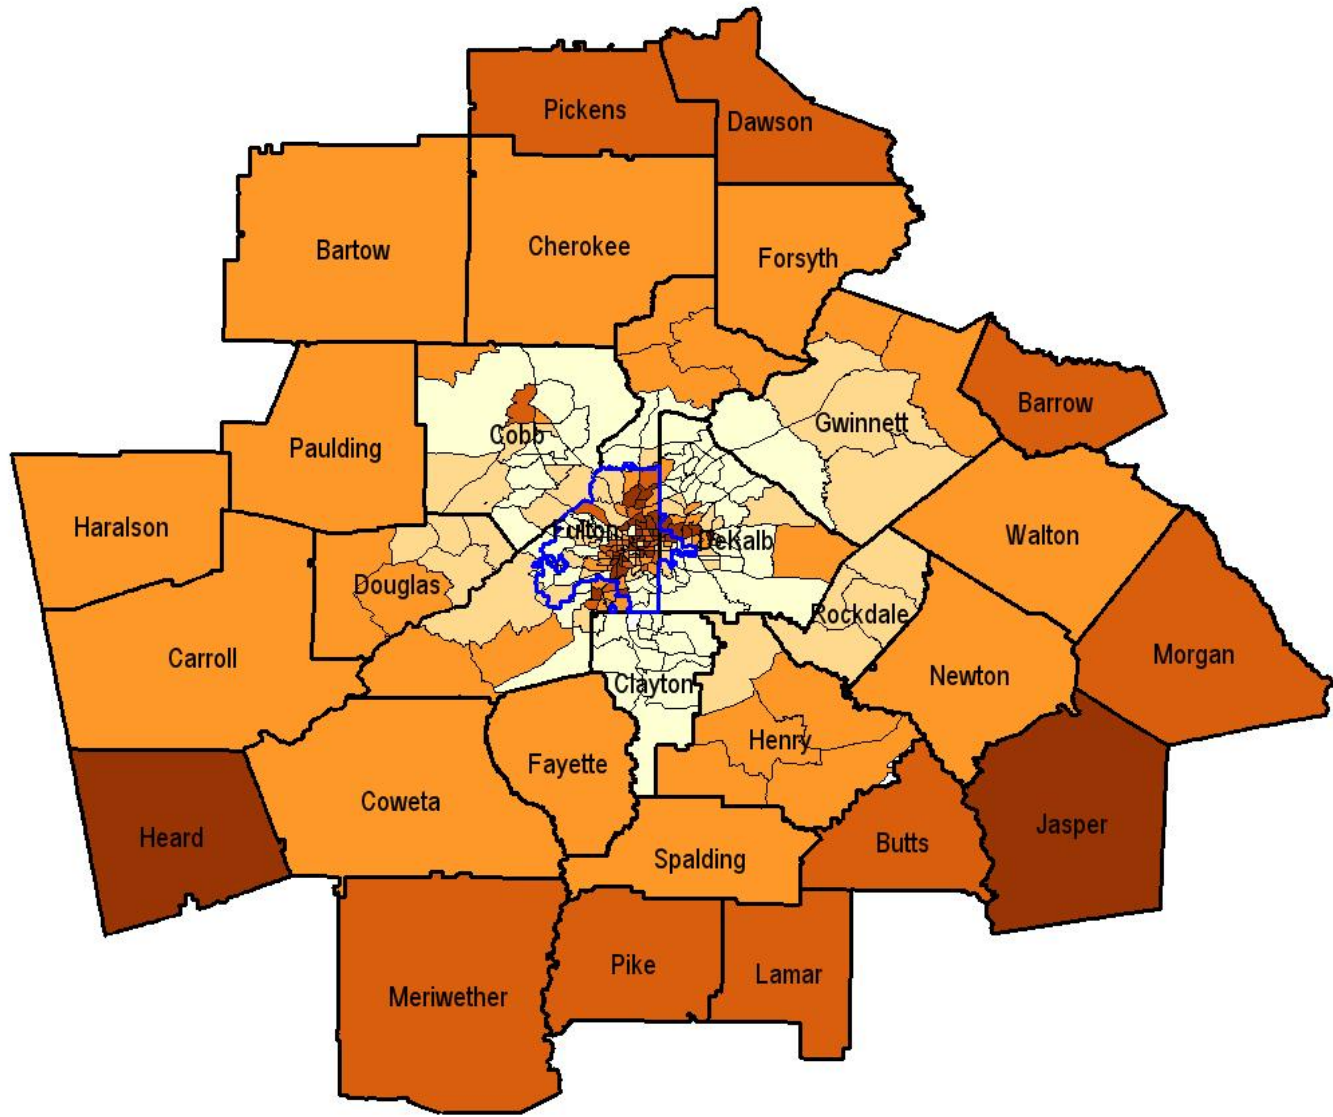 Pickens
Dawson
Bartow
Cherokee
Forsyth
Barrow
Gwinnett
Cobb
Paulding
Haralson
Fulton
DeKalb
Walton
Douglas
Rockdale
Carroll
Morgan
Newton
Clayton
Henry
Fayette
Coweta
Jasper
Heard
Butts
Spalding
Pike
Lamar
Meriwether